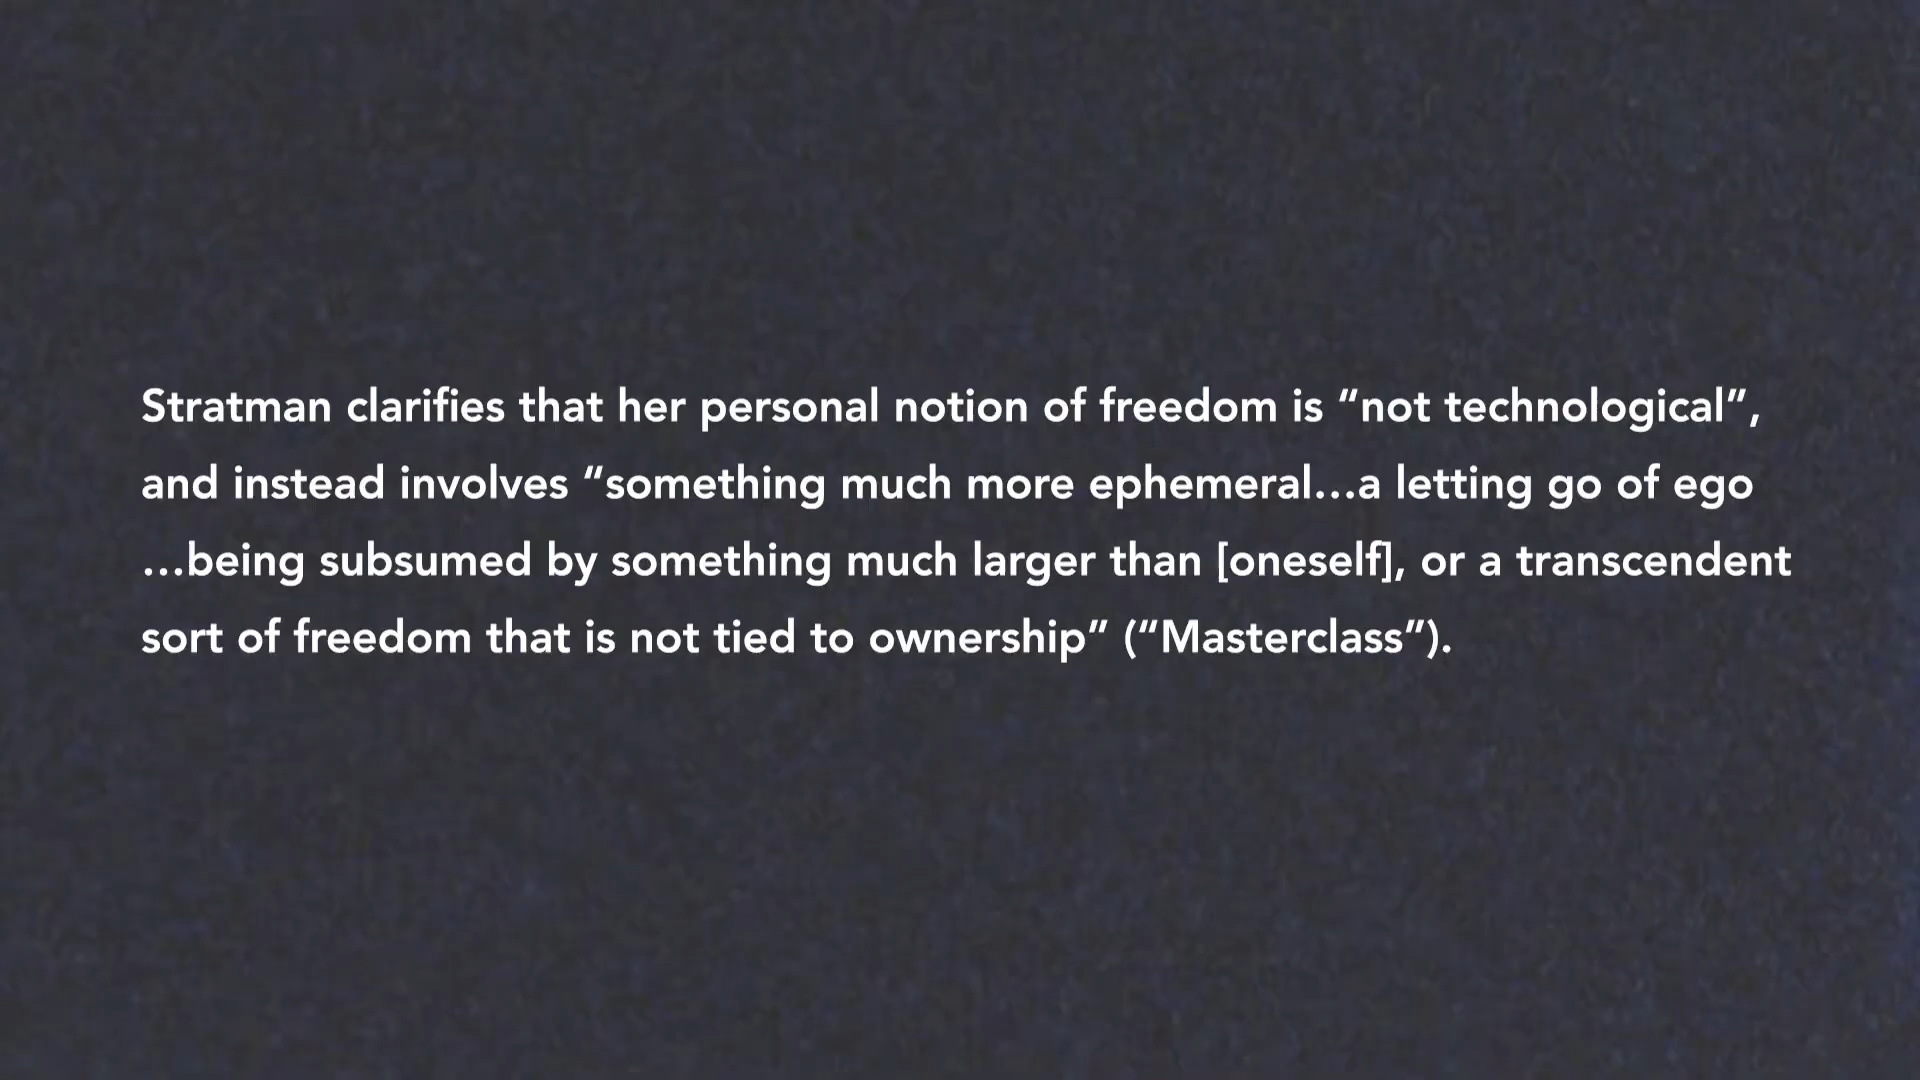 Stratman clarifies that her personal notion of freedom is “not technological”,
and instead involves “something much more ephemeral...a letting go of ego
...being subsumed by something much larger than [oneself], or a transcendent
sort of freedom that is not tied to ownership” (“Masterclass”).